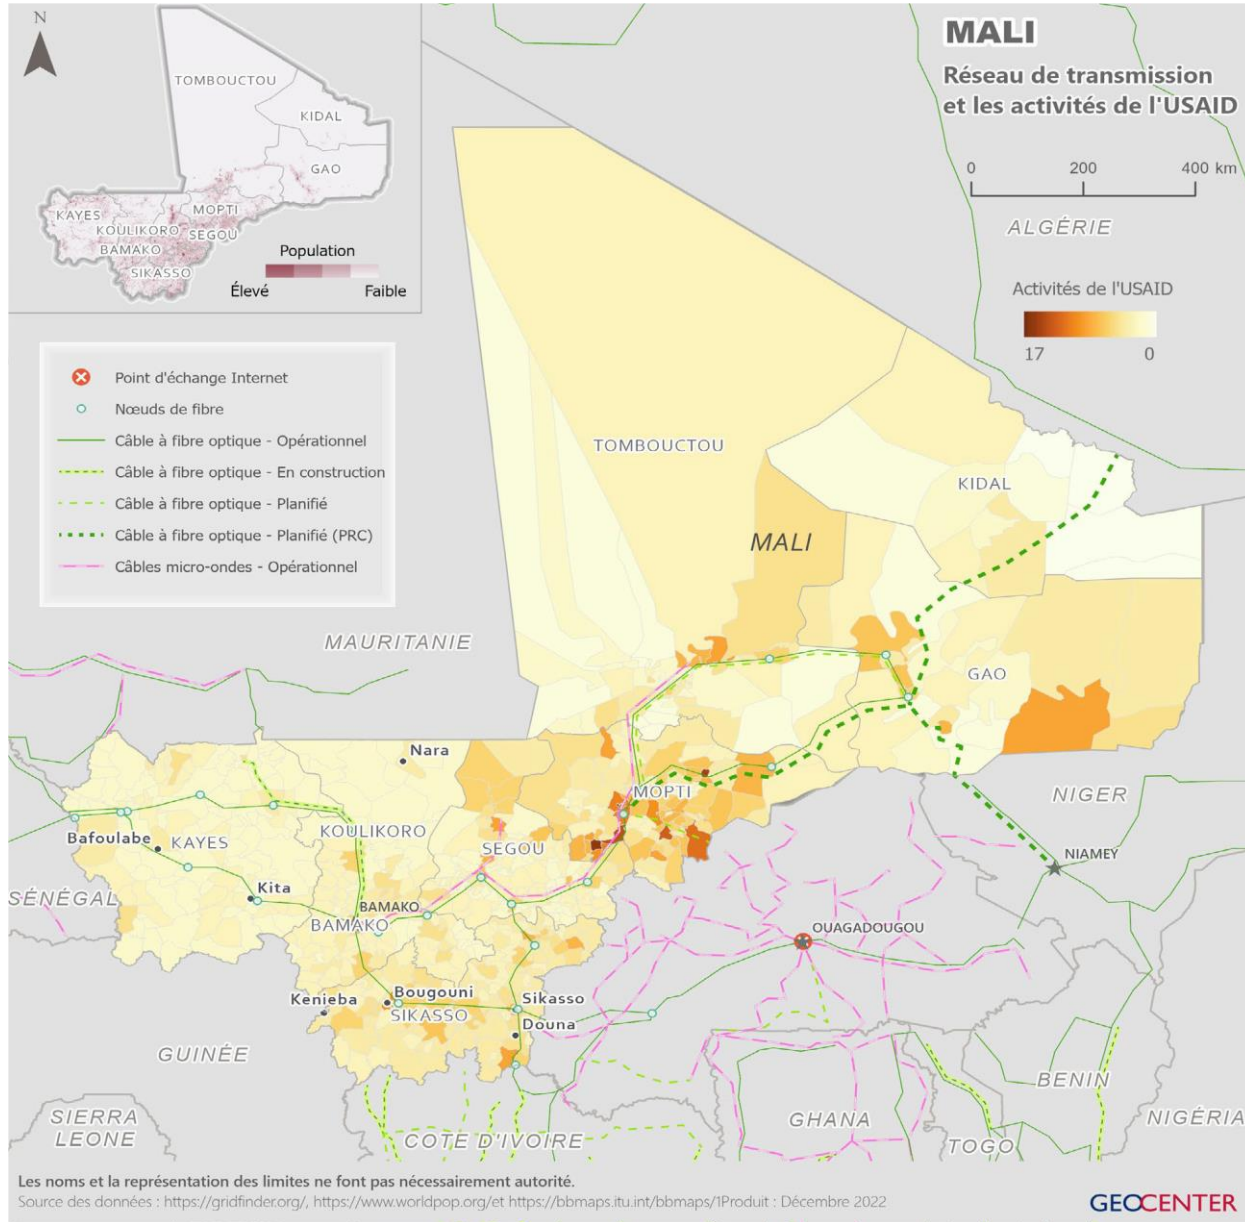 N
TOMBOUCTOU
KIDAL
GAO
MOPTI
KAYES
KOULIKORO
SEGOU
BAMAKO
SIKASSO
Population
Élevé
Faible
MALI
Réseau de transmission
et les activités de l'USAID
0 200 400 km
ALGÉRIE
Activités de l'USAID
17 0
Point d'échange Internet
Nœuds de fibre
Câble à fibre optique - Opérationnel
Câble à fibre optique - En construction
Câble à fibre optique - Planifié
Câble à fibre optique - Planifié (PRC)
Câbles micro-ondes - Opérationnel
TOMBOUCTOU
KIDAL
MALI
MAURITANIE
GAO
Nara
MOPTI
NIGER
KOULIKORO
Bafoulabe
KAYES
SEGOU
NIAMEY
SÉNÉGAL
Kita
BAMAKO
BAMAKO
OUAGADOUGOU
Kenieba
Bougouni
Sikasso
SIKASSO
Douna
GUINÉE
BENIN
SIERRA
LEONE
COTE D'IVOIRE
GHANA
TOGO
NIGÉRIA
Les noms et la représentation des limites ne font pas nécessairement autorité.
Source des données : https://gridfinder.org/, https://www.worldpop.org/et https://bbmaps.itu.int/bbmaps/1Produit : Décembre 2022
GEOCENTER